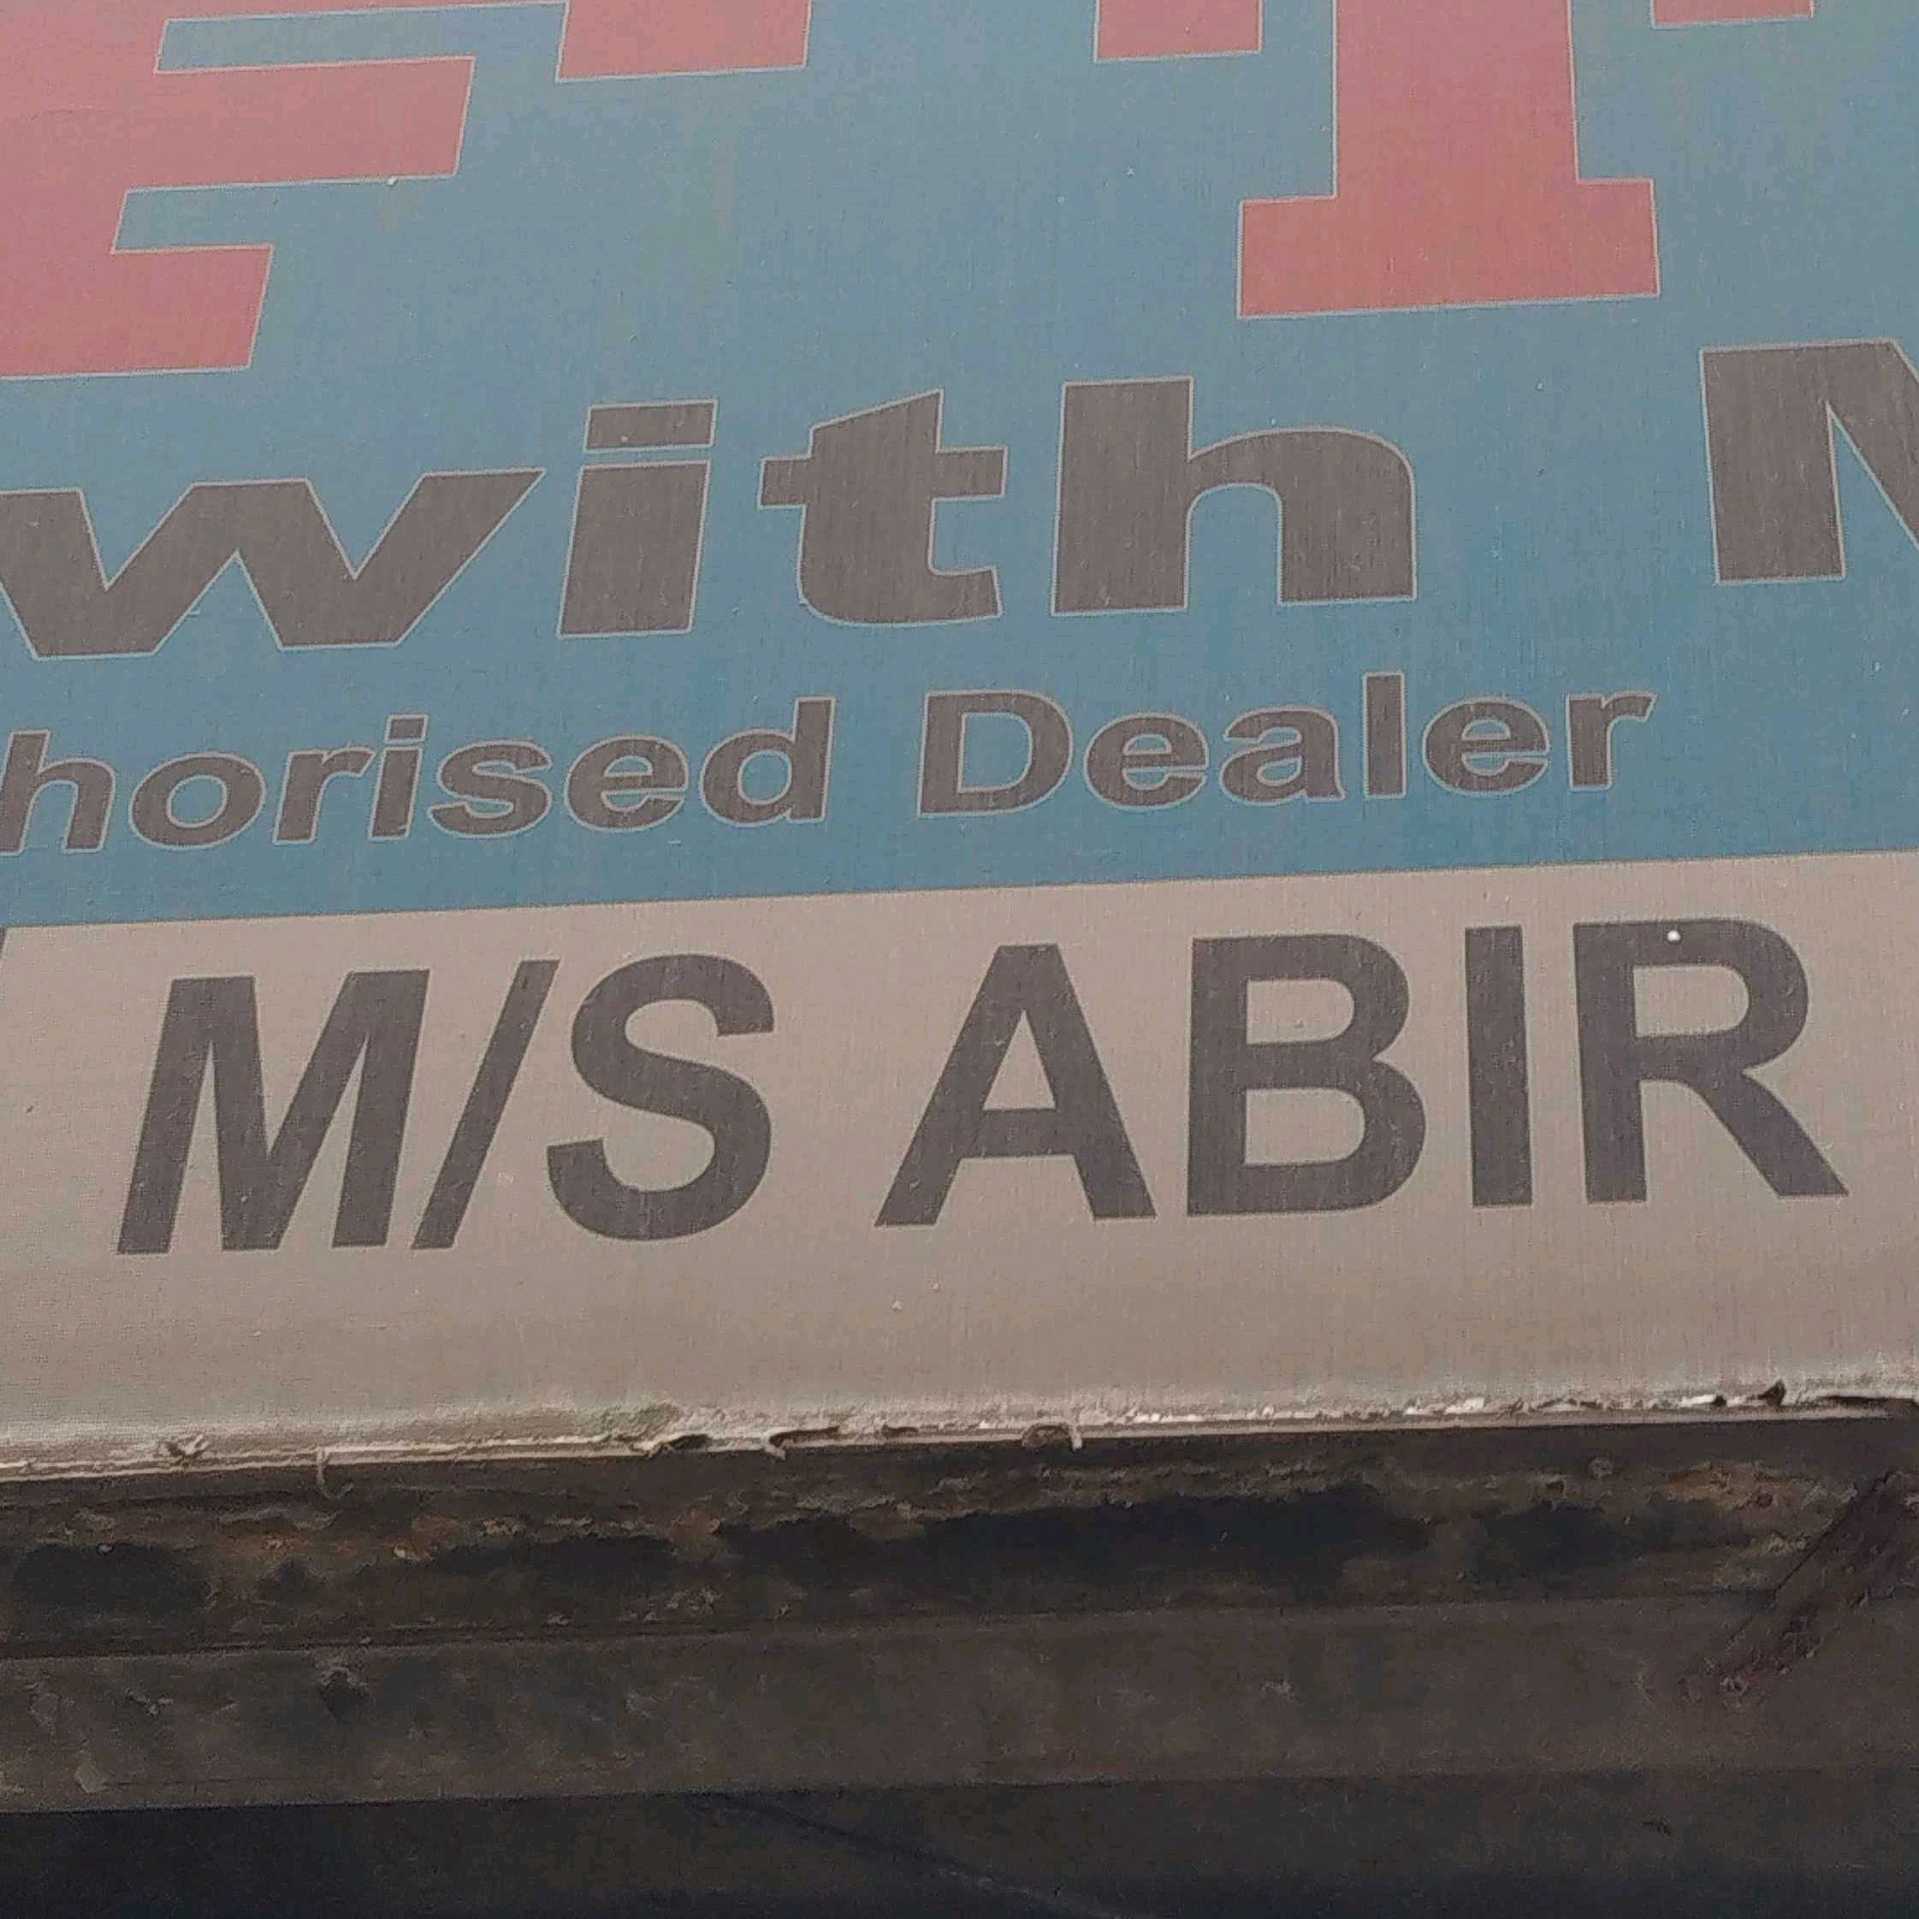 with
horised Dealer
M/S ABIR